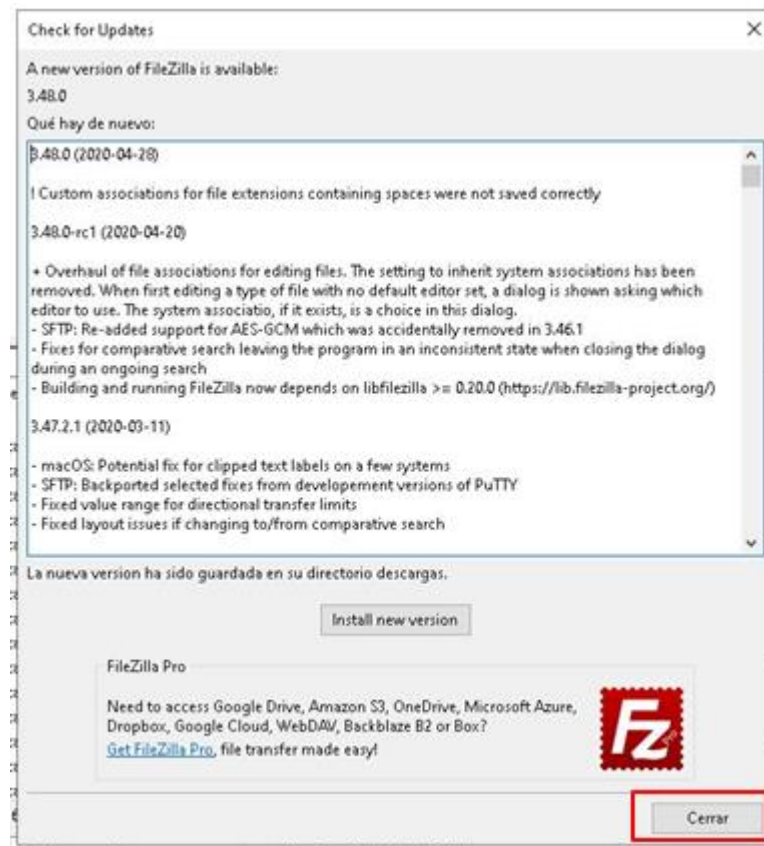 Check for Updates
A new version of FileZilla is available:
3.48.0
Qué hay de nuevo:
3.48.0 (2020-04-28)
! Custom associations for file extensions containing spaces were not saved correctly
3.48.0-rc1 (2020-04-20)
+ Overhaul of file associations for editing files. The setting to inherit system associations has been
removed. When first editing a type of file with no default editor set, a dialog is shown asking which
editor to use. The system associatio, if it exists, is a choice in this dialog.
- SFTP: Re-added support for AES-GCM which was accidentally removed in 3.46.1
- Fixes for comparative search leaving the program in an inconsistent state when closing the dialog
during an ongoing search
- Building and running FileZilla now depends on libfilezilla >= 0.20.0 (https://lib.filezilla-project.org/)
3.47.2.1 (2020-03-11)
- macOS: Potential fix for clipped text labels on a few systems
- SFTP: Backported selected fixes from developement versions of PuTTY
- Fixed value range for directional transfer limits
- Fixed layout issues if changing to/from comparative search
La nueva version ha sido guardada en su directorio descargas.
Install new version
FileZilla Pro
Need to access Google Drive, Amazon S3, OneDrive, Microsoft Azure,
Dropbox, Google Cloud, WebDAV, Backblaze B2 or Box?
Get FileZilla Pro, file transfer made easy!
Fz pro
Cerrar